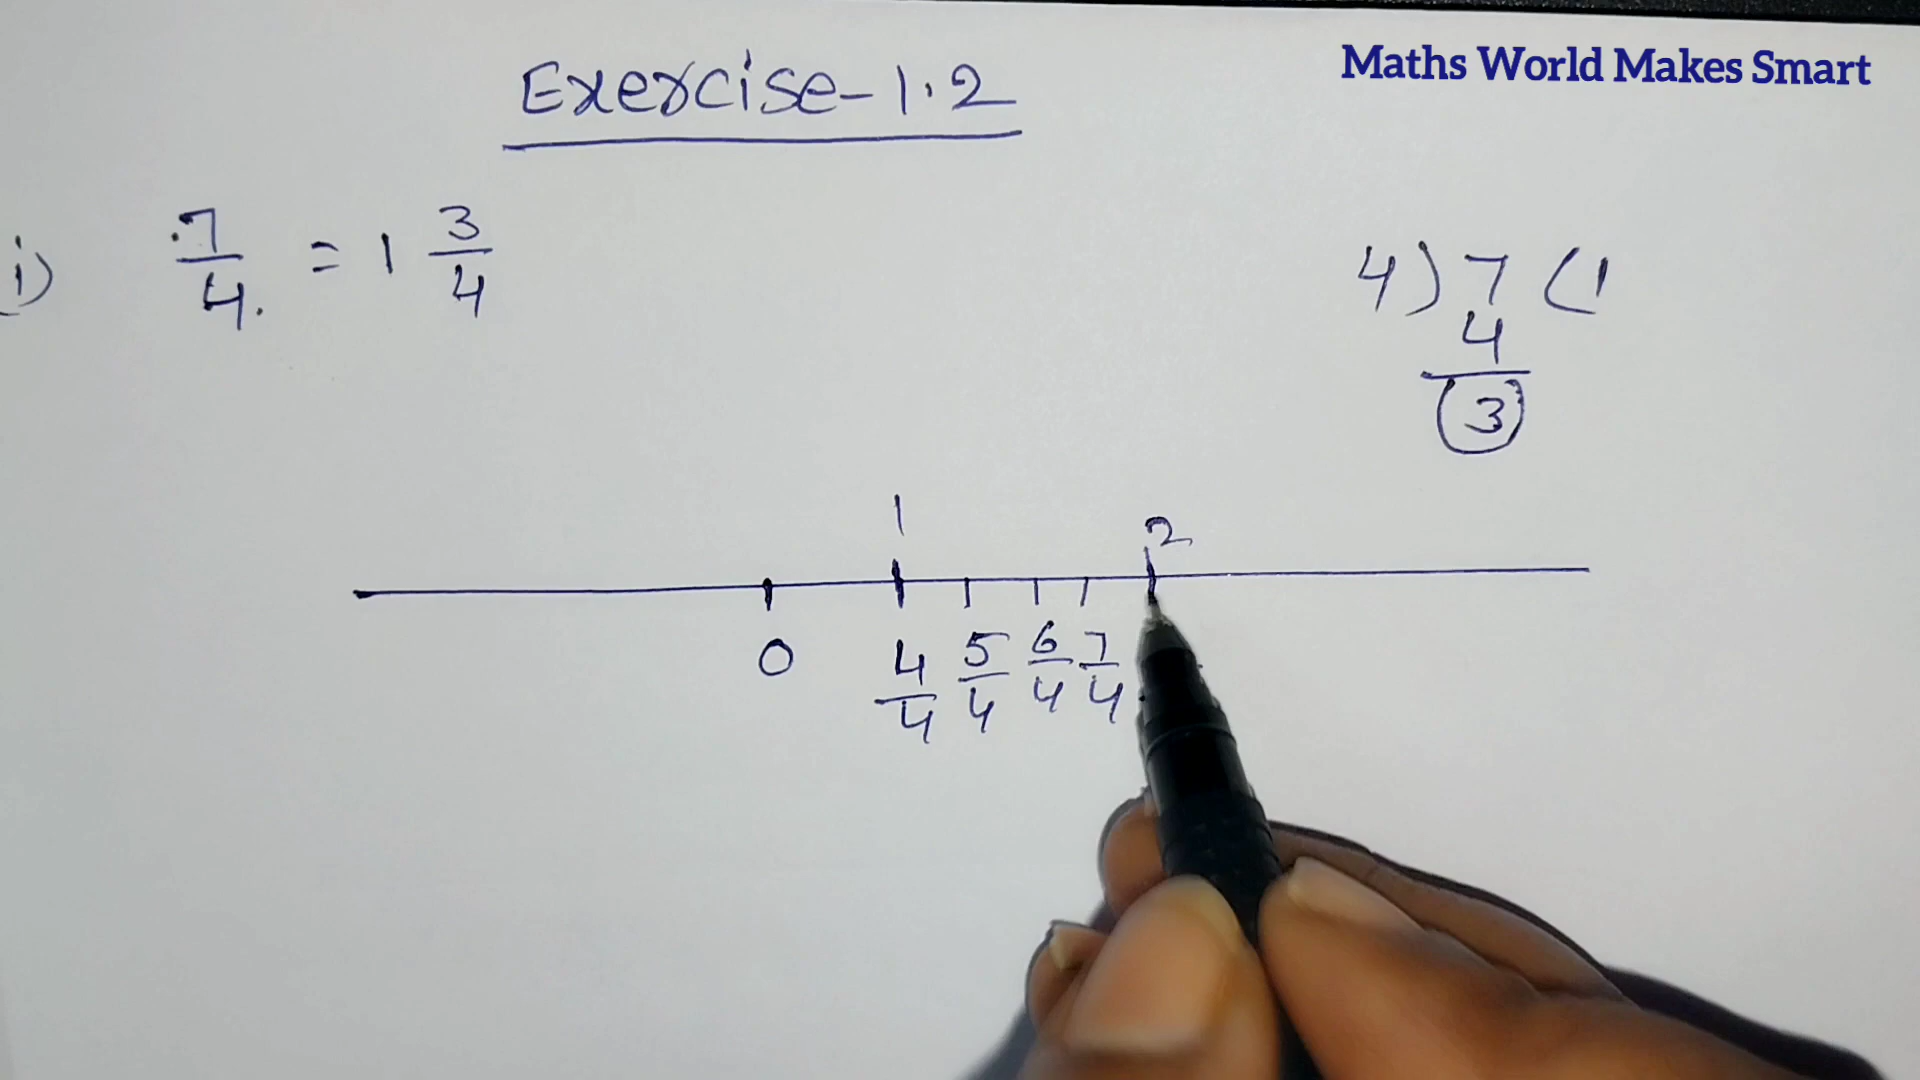 Maths World Makes Smart
Exercise-1.2
i) 7/4 = 1 3/4
4) 7 (1
4
3
1 2
0 4/4 5/4 6/4 7/4